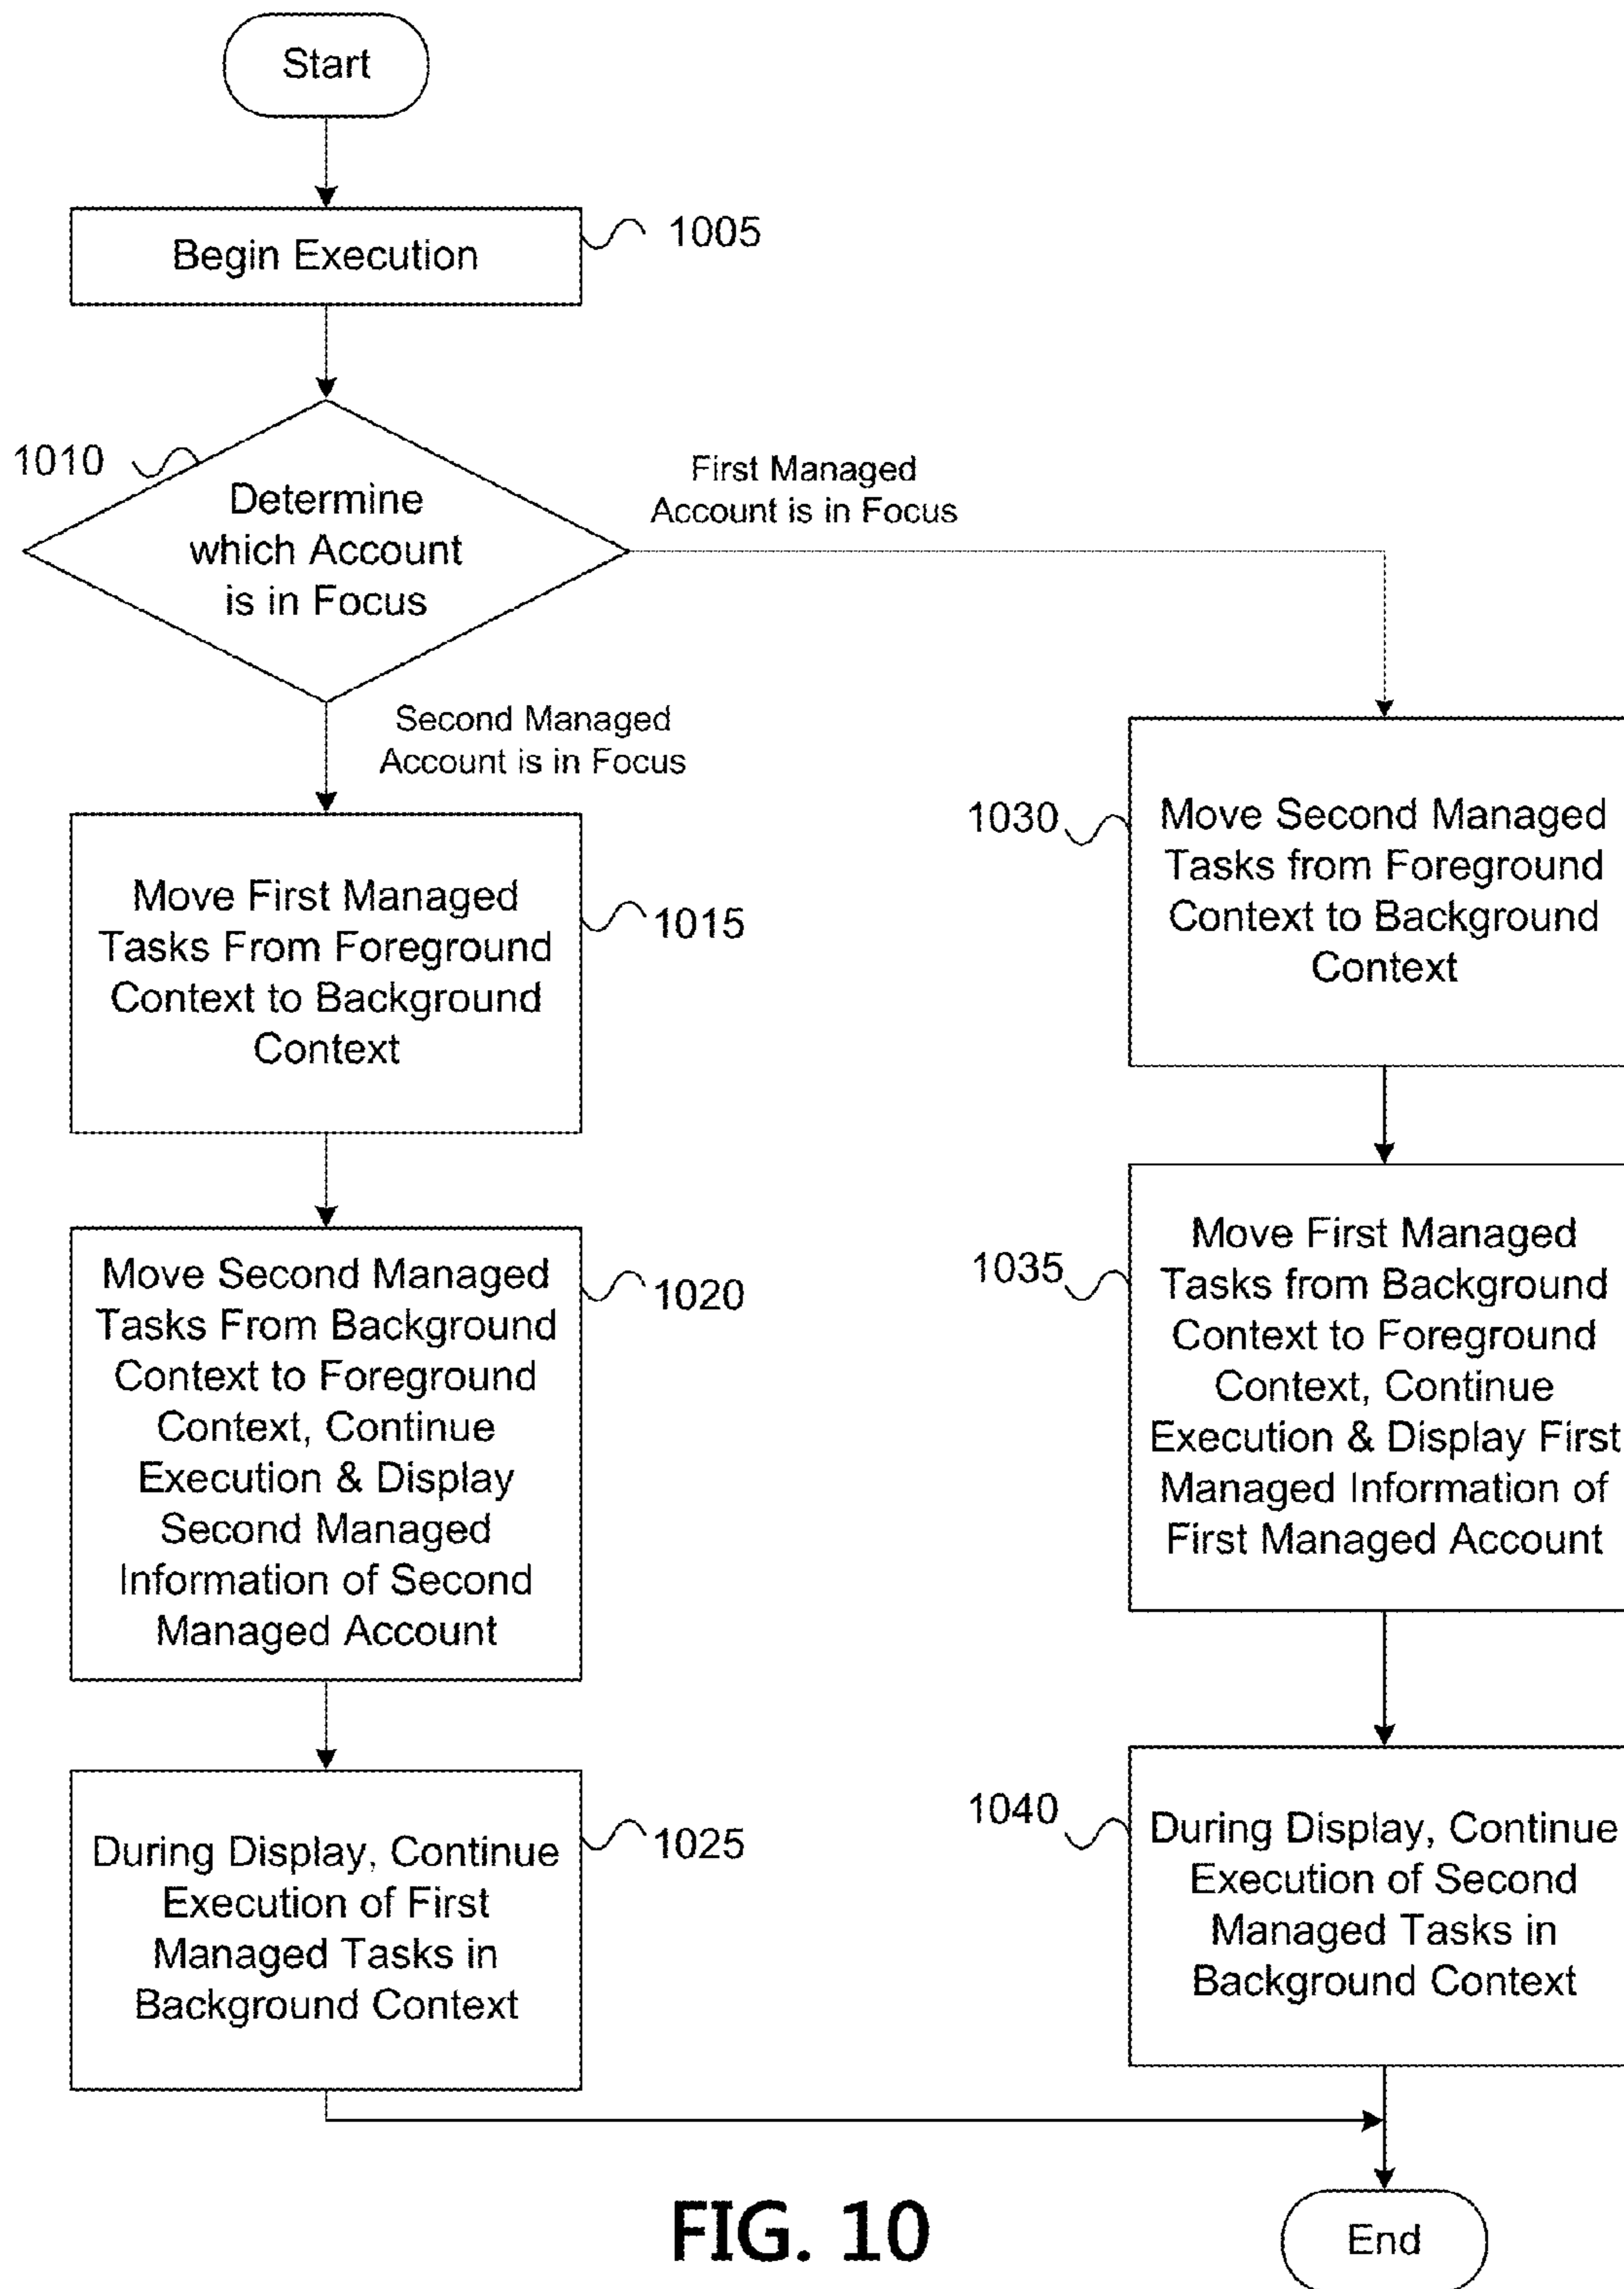 Start
Begin Execution
1005
1010
Determine
which Account
is in Focus
First Managed
Account is in Focus
Second Managed
Account is in Focus
Move First Managed
Tasks From Foreground
Context to Background
Context
1015
Move Second Managed
Tasks From Background
Context to Foreground
Context, Continue
Execution & Display
Second Managed
Information of Second
Managed Account
1020
During Display, Continue
Execution of First
Managed Tasks in
Background Context
1025
1030
Move Second Managed
Tasks from Foreground
Context to Background
Context
1035
Move First Managed
Tasks from Background
Context to Foreground
Context, Continue
Execution & Display First
Managed Information of
First Managed Account
1040
During Display, Continue
Execution of Second
Managed Tasks in
Background Context
End
FIG. 10